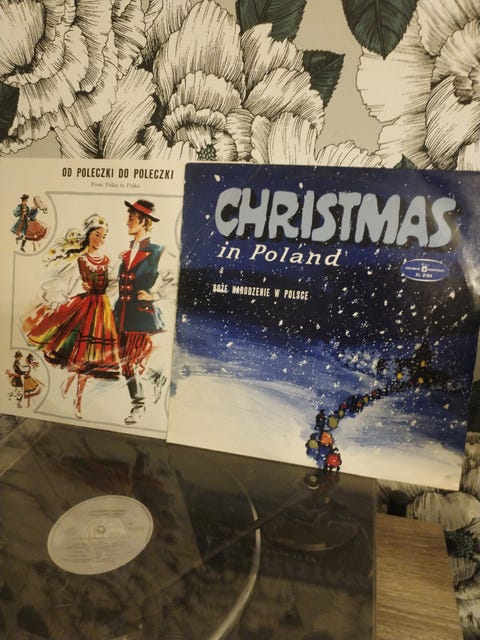 OD POLECZKI DO POLECZKI
From Polka to Polka
CHRISTMAS
in Poland
BOŻE NARODZENIE W POLSCE